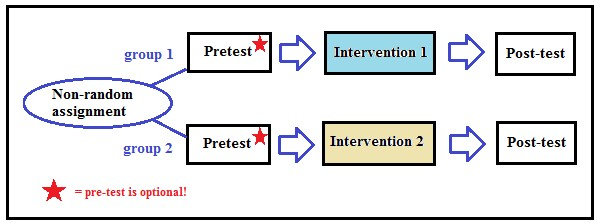 group 1
Pretest
Intervention 1
Post-test
Non-random
assignment
group 2
Pretest
Intervention 2
Post-test
= pre-test is optional!